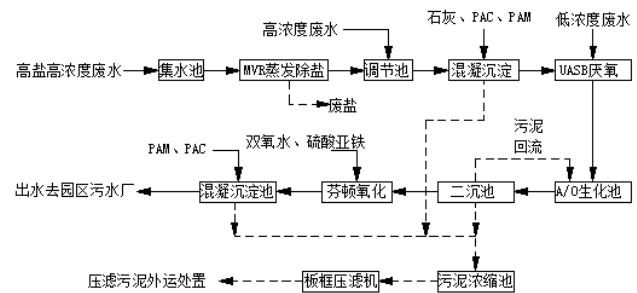 高浓度废水
石灰、PAC、PAM
低浓度废水
高盐高浓度废水
集水池
MVR蒸发除盐
调节池
混凝沉淀
UASB厌氧
废盐
污泥
回流
双氧水、硫酸亚铁
PAM、PAC
出水去园区污水厂
混凝沉淀池
芬顿氧化
二沉池
A/O生化池
压滤污泥外运处置
板框压滤机
污泥浓缩池